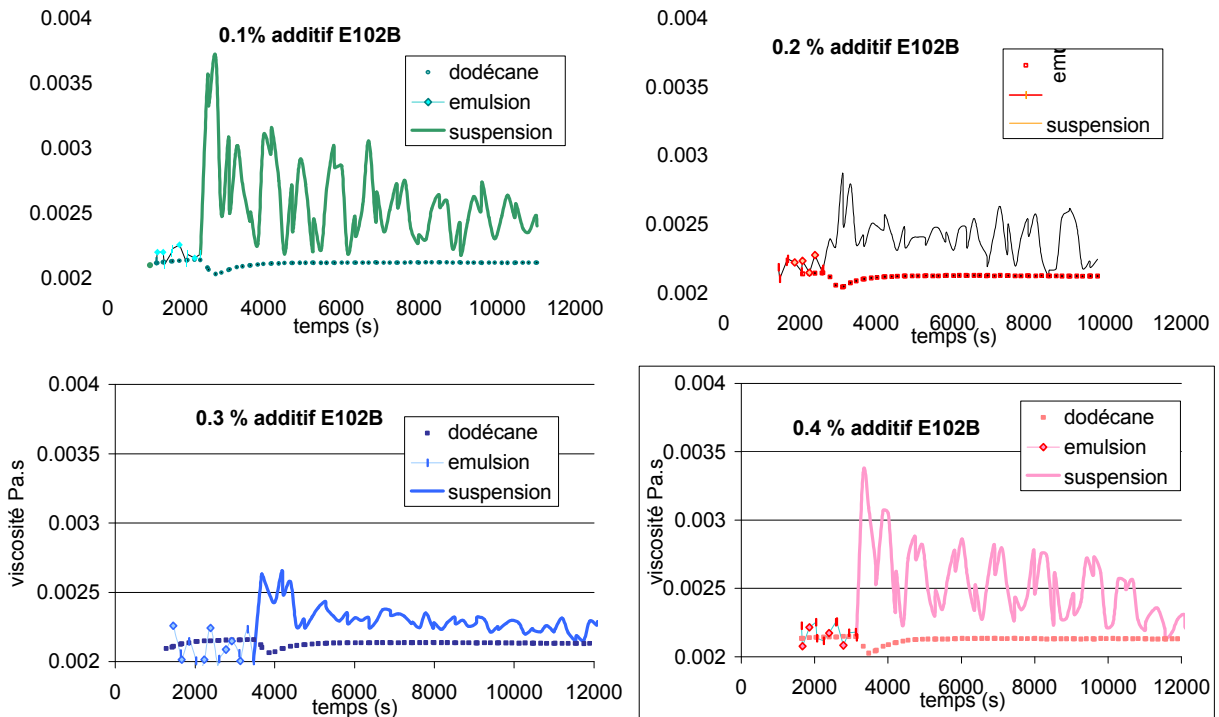 0.1% additif E102B
0.004
0.0035
0.003
0.0025
0.002
0 2000 4000 6000 8000 10000 12000
temps (s)
dodécane
emulsion
suspension
0.2 % additif E102B
0.004
0.0035
0.003
0.0025
0.002
0 2000 4000 6000 8000 10000 12000
temps (s)
emu
suspension
0.3 % additif E102B
0.004
0.0035
0.003
0.0025
0.002
viscosité Pa.s
0 2000 4000 6000 8000 10000 12000
temps (s)
dodécane
emulsion
suspension
0.4 % additif E102B
0.004
0.0035
0.003
0.0025
0.002
viscosité Pa.s
0 2000 4000 6000 8000 10000 12000
temps (s)
dodécane
emulsion
suspension